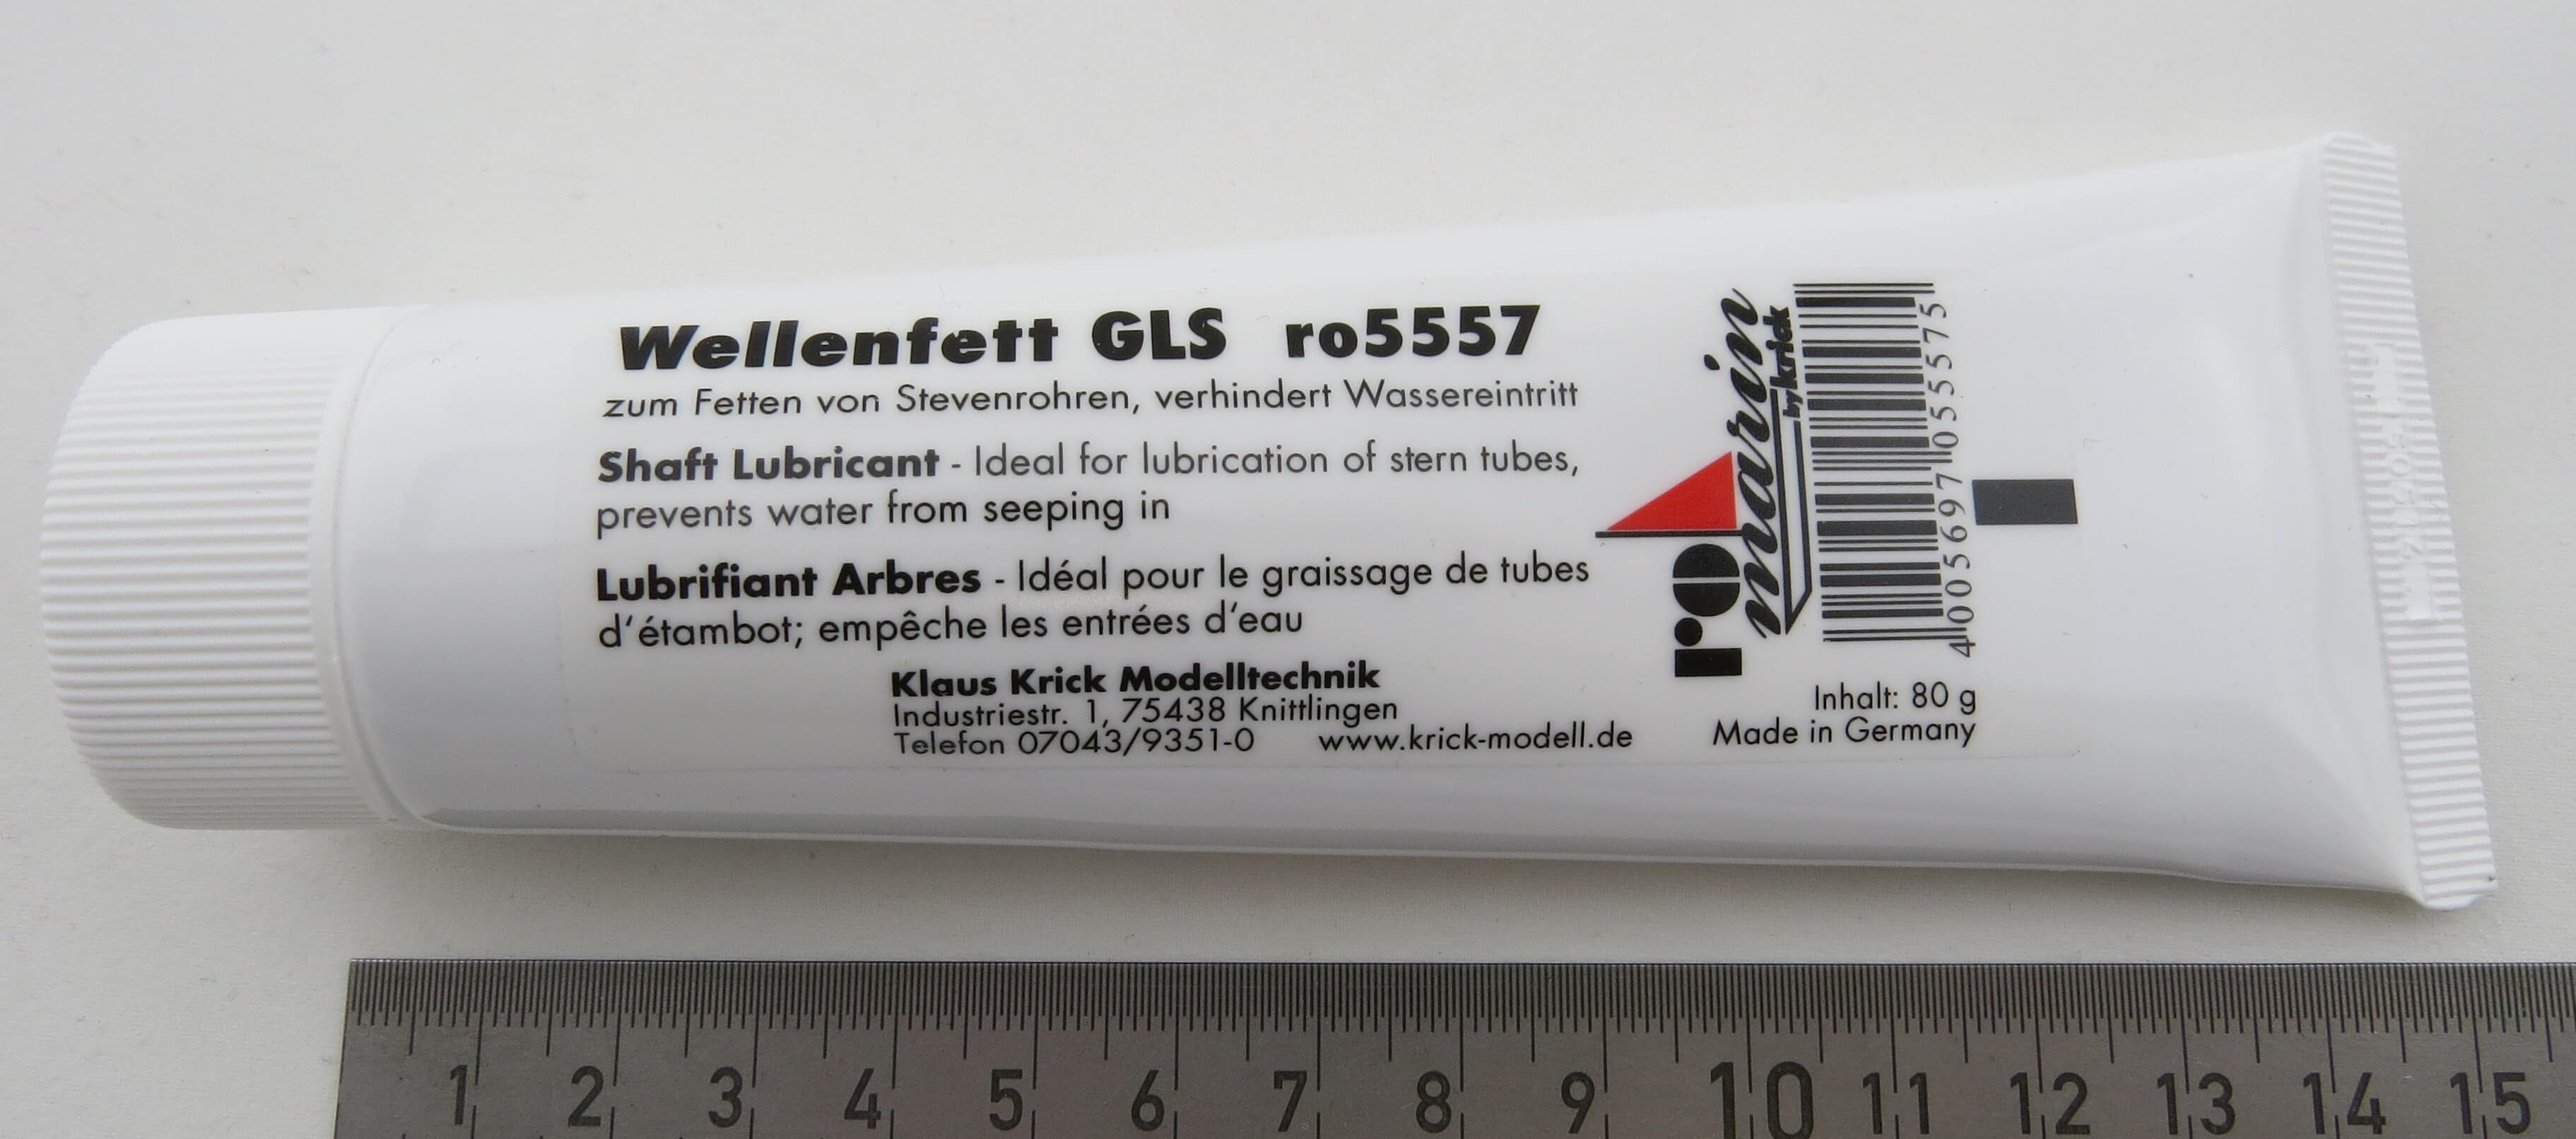 Wellenfett GLS ro5557
zum Fetten von Stevenrohren, verhindert Wassereintritt
Shaft Lubricant - Ideal for lubrication of stern tubes,
prevents water from seeping in
Lubrifiant Arbres - Idéal pour le graissage de tubes
d'étambot; empêche les entrées d'eau
Klaus Krick Modelltechnik
Industriestr. 1, 75438 Knittlingen
Telefon 07043/9351-0 www.krick-modell.de
ro marin
by krick
4 005697 055575
Inhalt: 80 g
Made in Germany
1 2 3 4 5 6 7 8 9 10 11 12 13 14 15